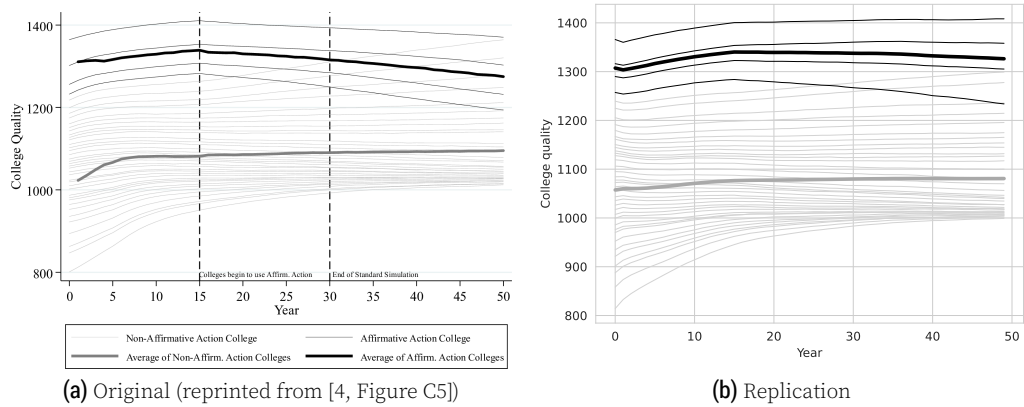 1400
1200
1000
800
College Quality
Colleges begin to use Affirm. Action
End of Standard Simulation
0 5 10 15 20 25 30 35 40 45 50
Year
Non-Affirmative Action College
Affirmative Action College
Average of Non-Affirm. Action Colleges
Average of Affirm. Action Colleges
(a) Original (reprinted from [4, Figure C5])
1400
1300
1200
1100
1000
900
800
College quality
0 10 20 30 40 50
Year
(b) Replication